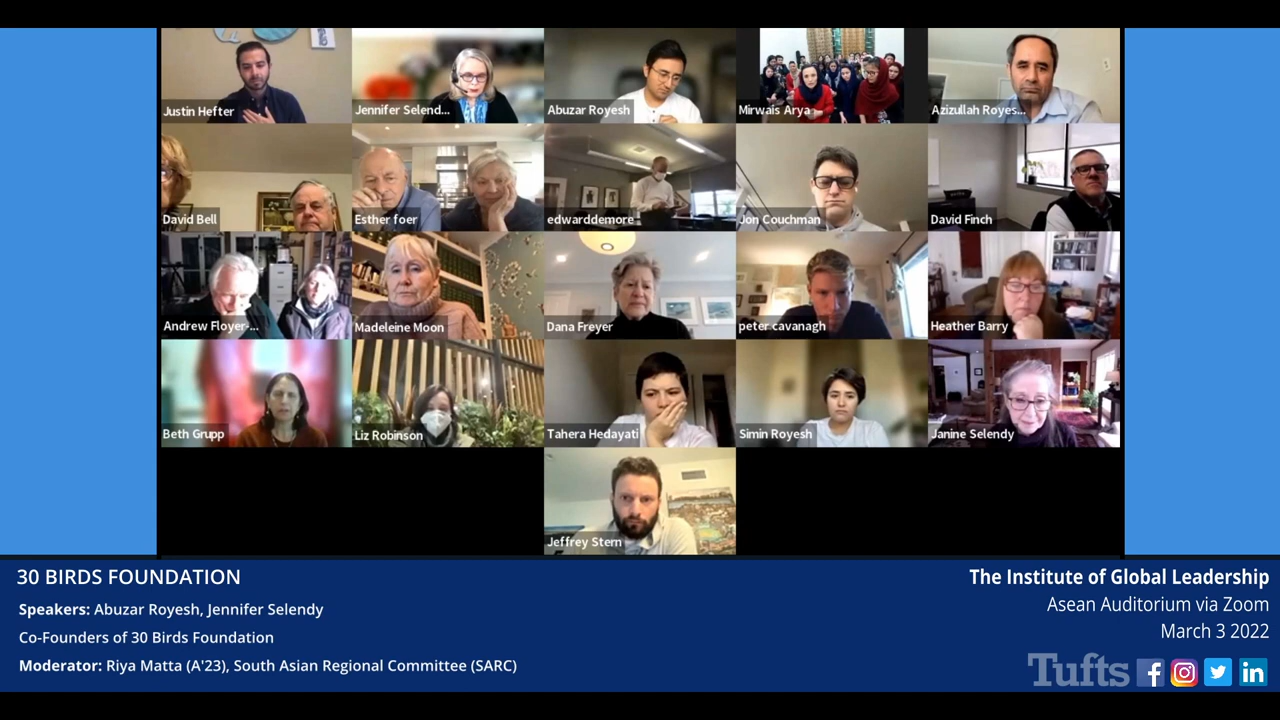 Justin Hefter
Jennifer Selend...
Abuzar Royesh
Mirwais Arya
Azizullah Royes...
David Bell
Esther foer
edwarddemore
Jon Couchman
David Finch
Andrew Floyer-...
Madeleine Moon
Dana Freyer
peter cavanagh
Heather Barry
Beth Grupp
Liz Robinson
Tahera Hedayati
Simin Royesh
Janine Selendy
Jeffrey Stern
30 BIRDS FOUNDATION
Speakers: Abuzar Royesh, Jennifer Selendy
Co-Founders of 30 Birds Foundation
Moderator: Riya Matta (A'23), South Asian Regional Committee (SARC)
The Institute of Global Leadership
Asean Auditorium via Zoom
March 3 2022
Tufts